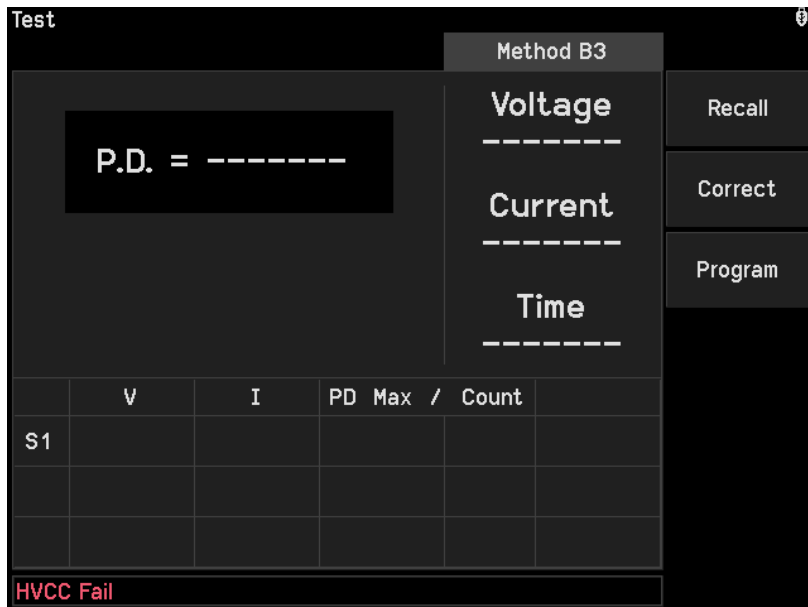 Test
Method B3
P.D. = -------
Voltage
-------
Current
-------
Time
-------
Recall
Correct
Program
V I PD Max / Count
S1
HVCC Fail